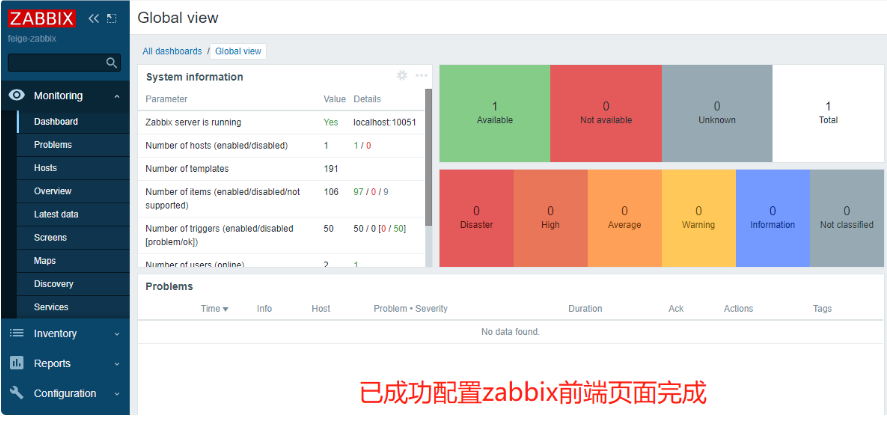 ZABBIX
feige-zabbix
Monitoring
Dashboard
Problems
Hosts
Overview
Latest data
Screens
Maps
Discovery
Services
Inventory
Reports
Configuration
Global view
All dashboards / Global view
System information
Parameter Value Details
Zabbix server is running Yes localhost:10051
Number of hosts (enabled/disabled) 1 1 / 0
Number of templates 191
Number of items (enabled/disabled/not supported) 106 97 / 0 / 9
Number of triggers (enabled/disabled [problem/ok]) 50 50 / 0 [0 / 50]
Number of users (online) 2 1
1
Available
0
Not available
0
Unknown
1
Total
0
Disaster
0
High
0
Average
0
Warning
0
Information
0
Not classified
Problems
Time Info Host Problem • Severity Duration Ack Actions Tags
No data found.
已成功配置zabbix前端页面完成